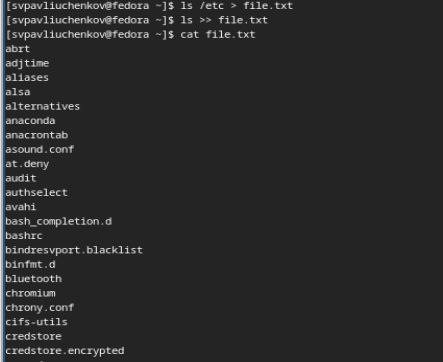 [svpavliuchenkov@fedora ~]$ ls /etc > file.txt
[svpavliuchenkov@fedora ~]$ ls >> file.txt
[svpavliuchenkov@fedora ~]$ cat file.txt
abrt
adjtime
aliases
alsa
alternatives
anaconda
anacrontab
asound.conf
at.deny
audit
authselect
avahi
bash_completion.d
bashrc
bindresvport.blacklist
binfmt.d
bluetooth
chromium
chrony.conf
cifs-utils
credstore
credstore.encrypted